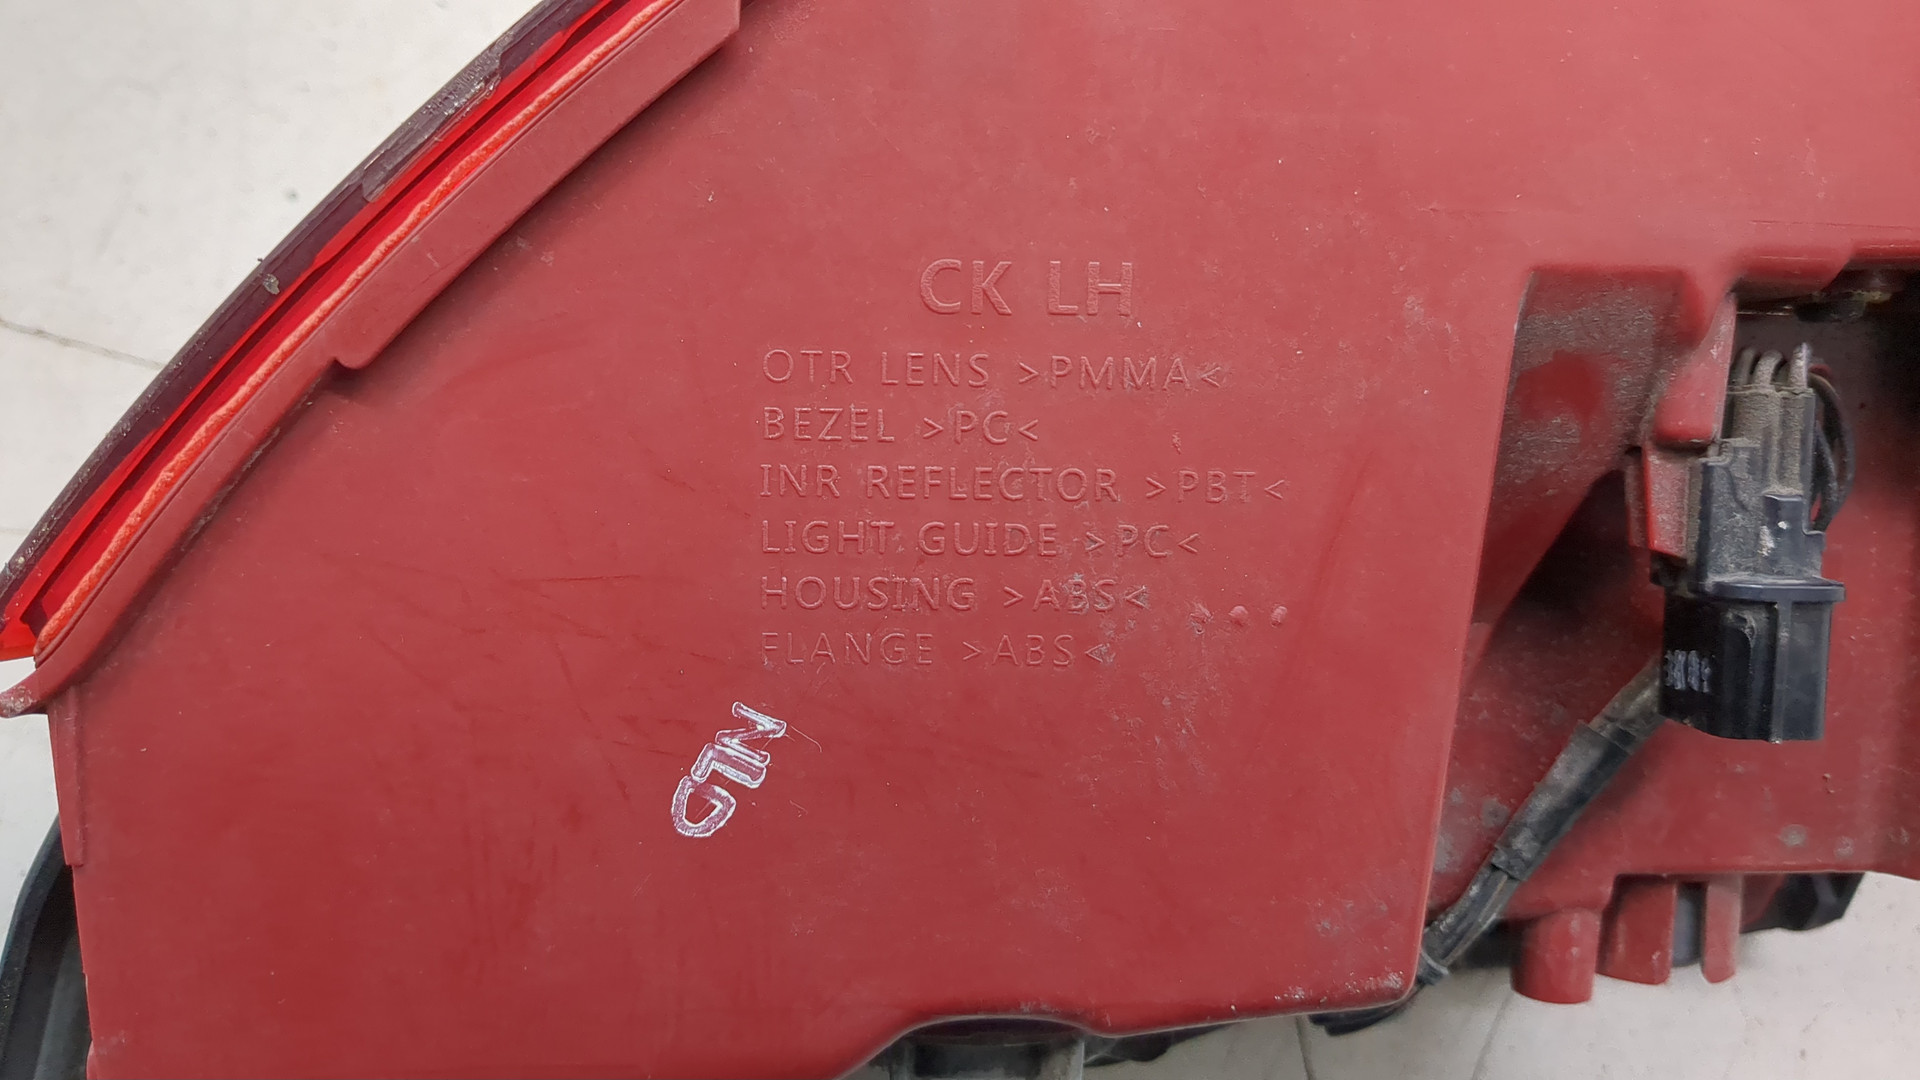 CK LH
OTR LENS >PMMA<
BEZEL >PC<
INR REFLECTOR >PBT<
LIGHT GUIDE >PC<
HOUSING >ABS<
FLANGE >ABS<